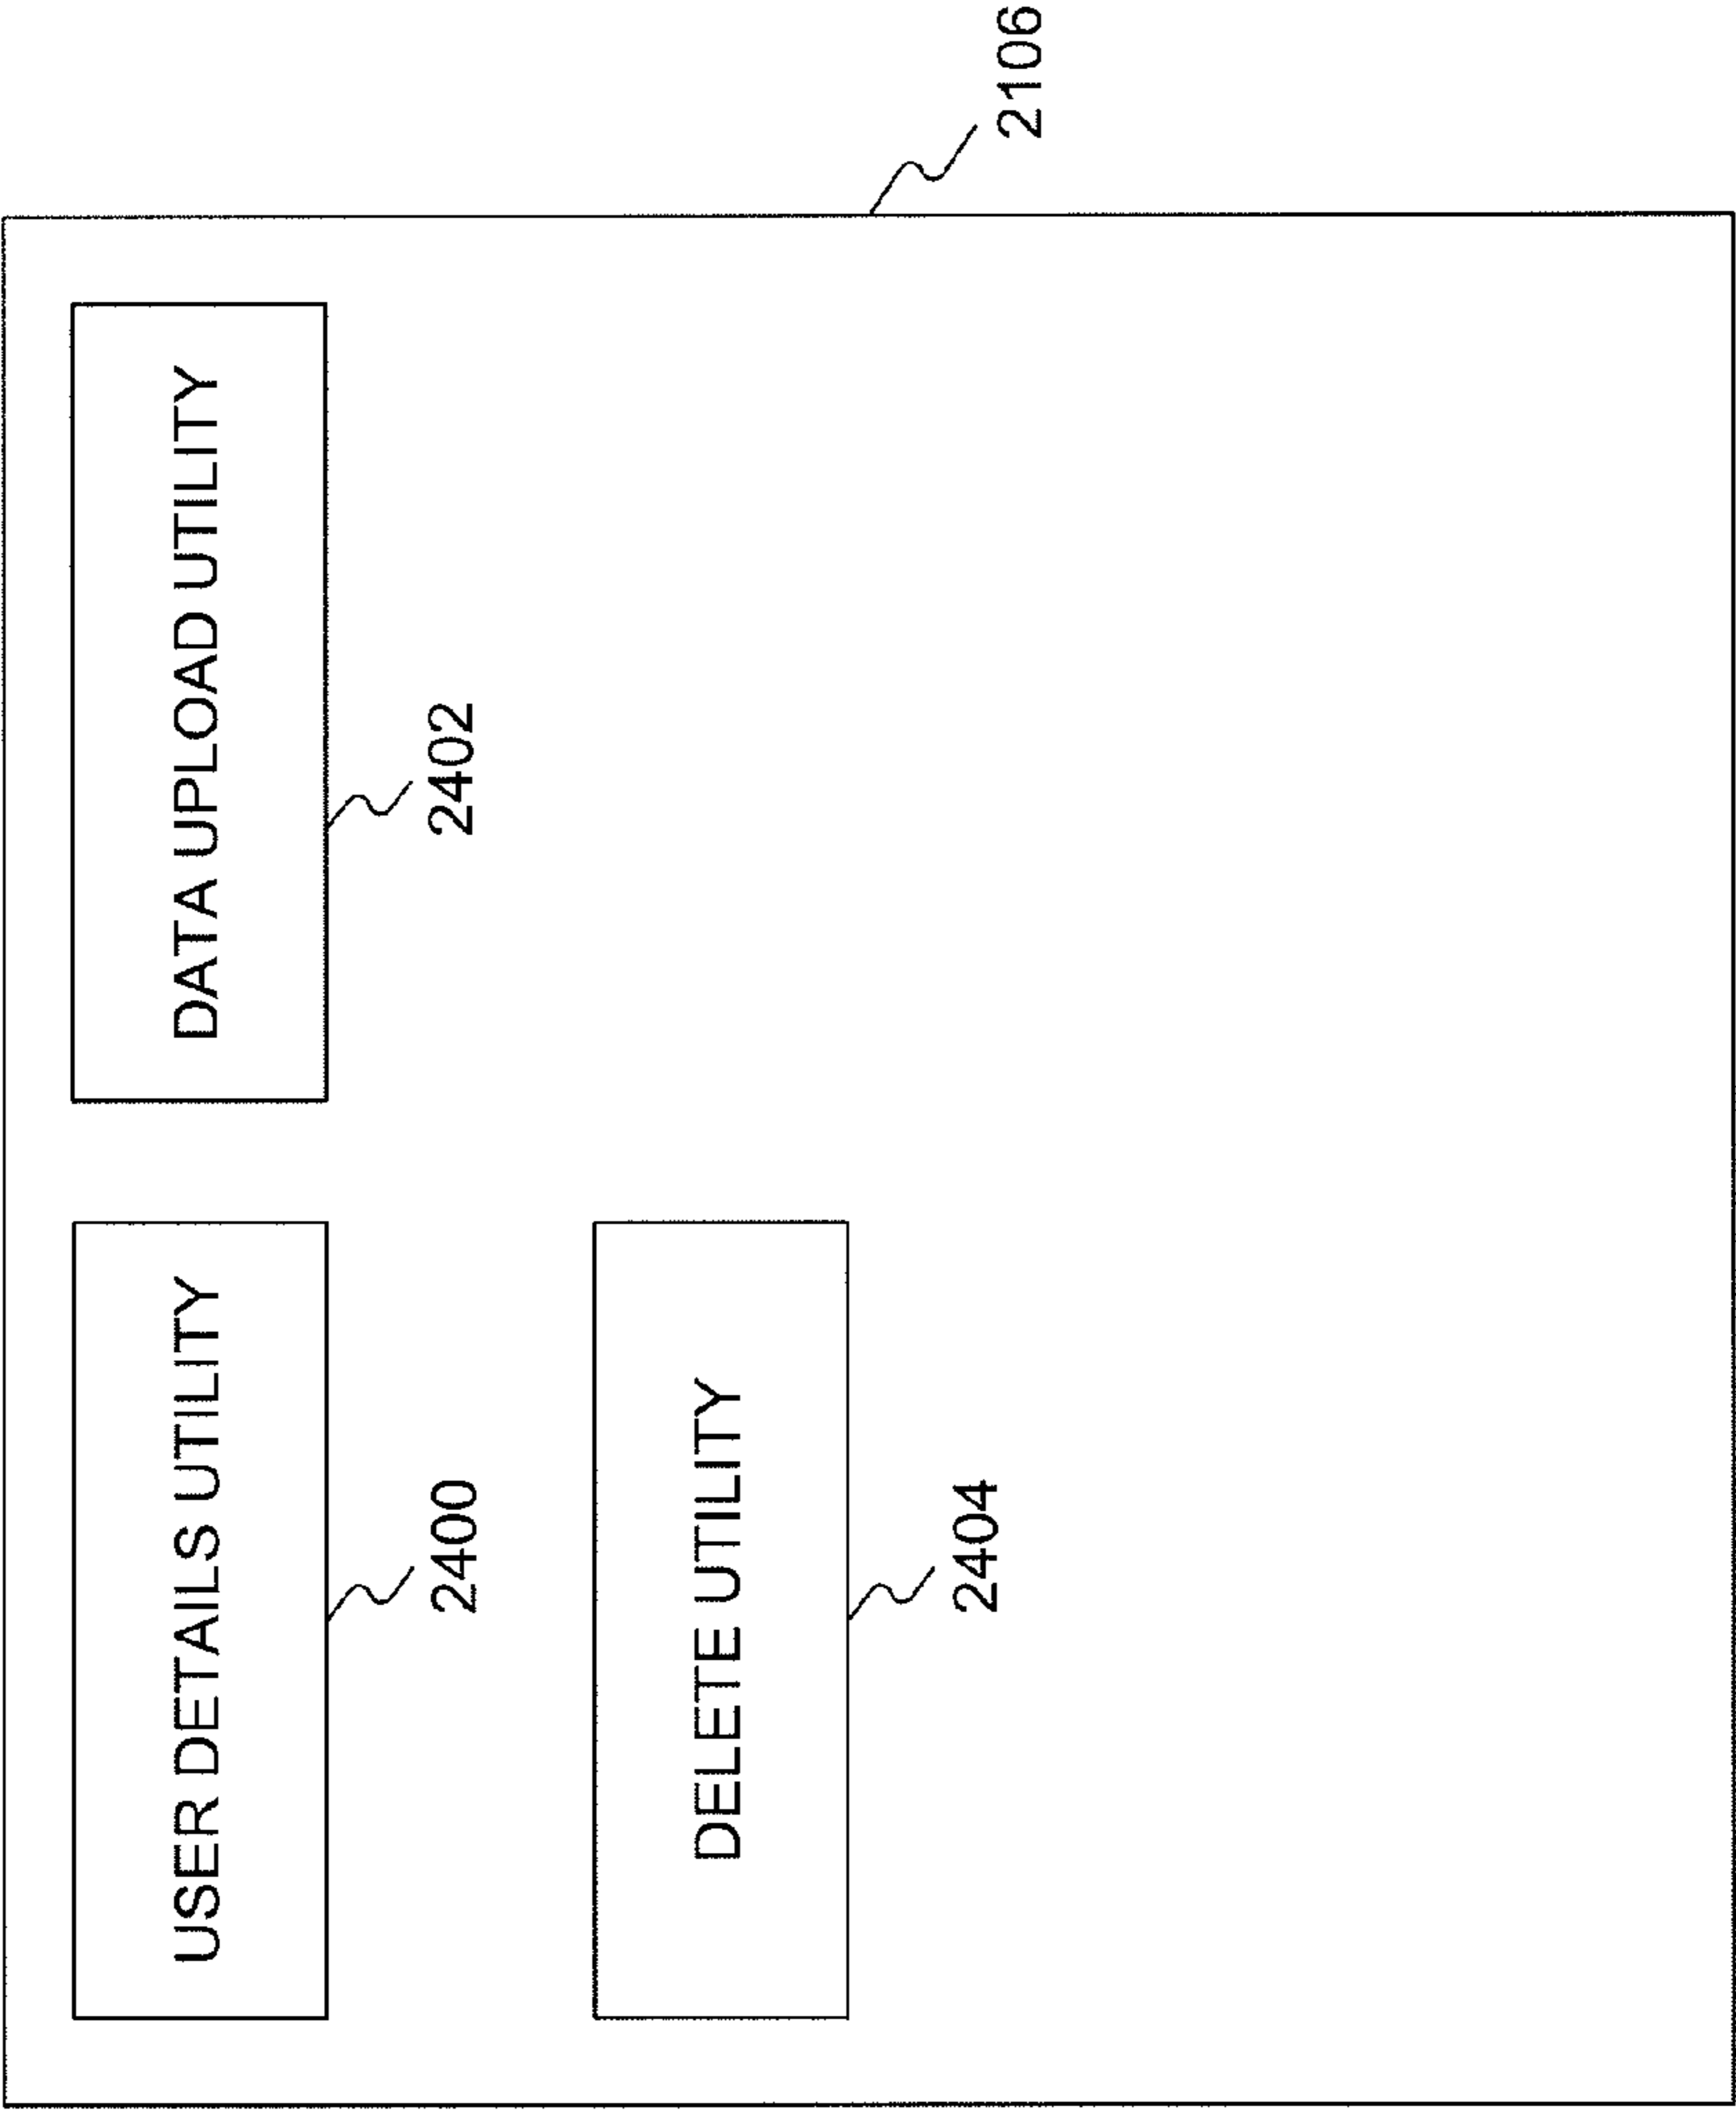 USER DETAILS UTILITY
DATA UPLOAD UTILITY
2400
2402
DELETE UTILITY
2404
2106